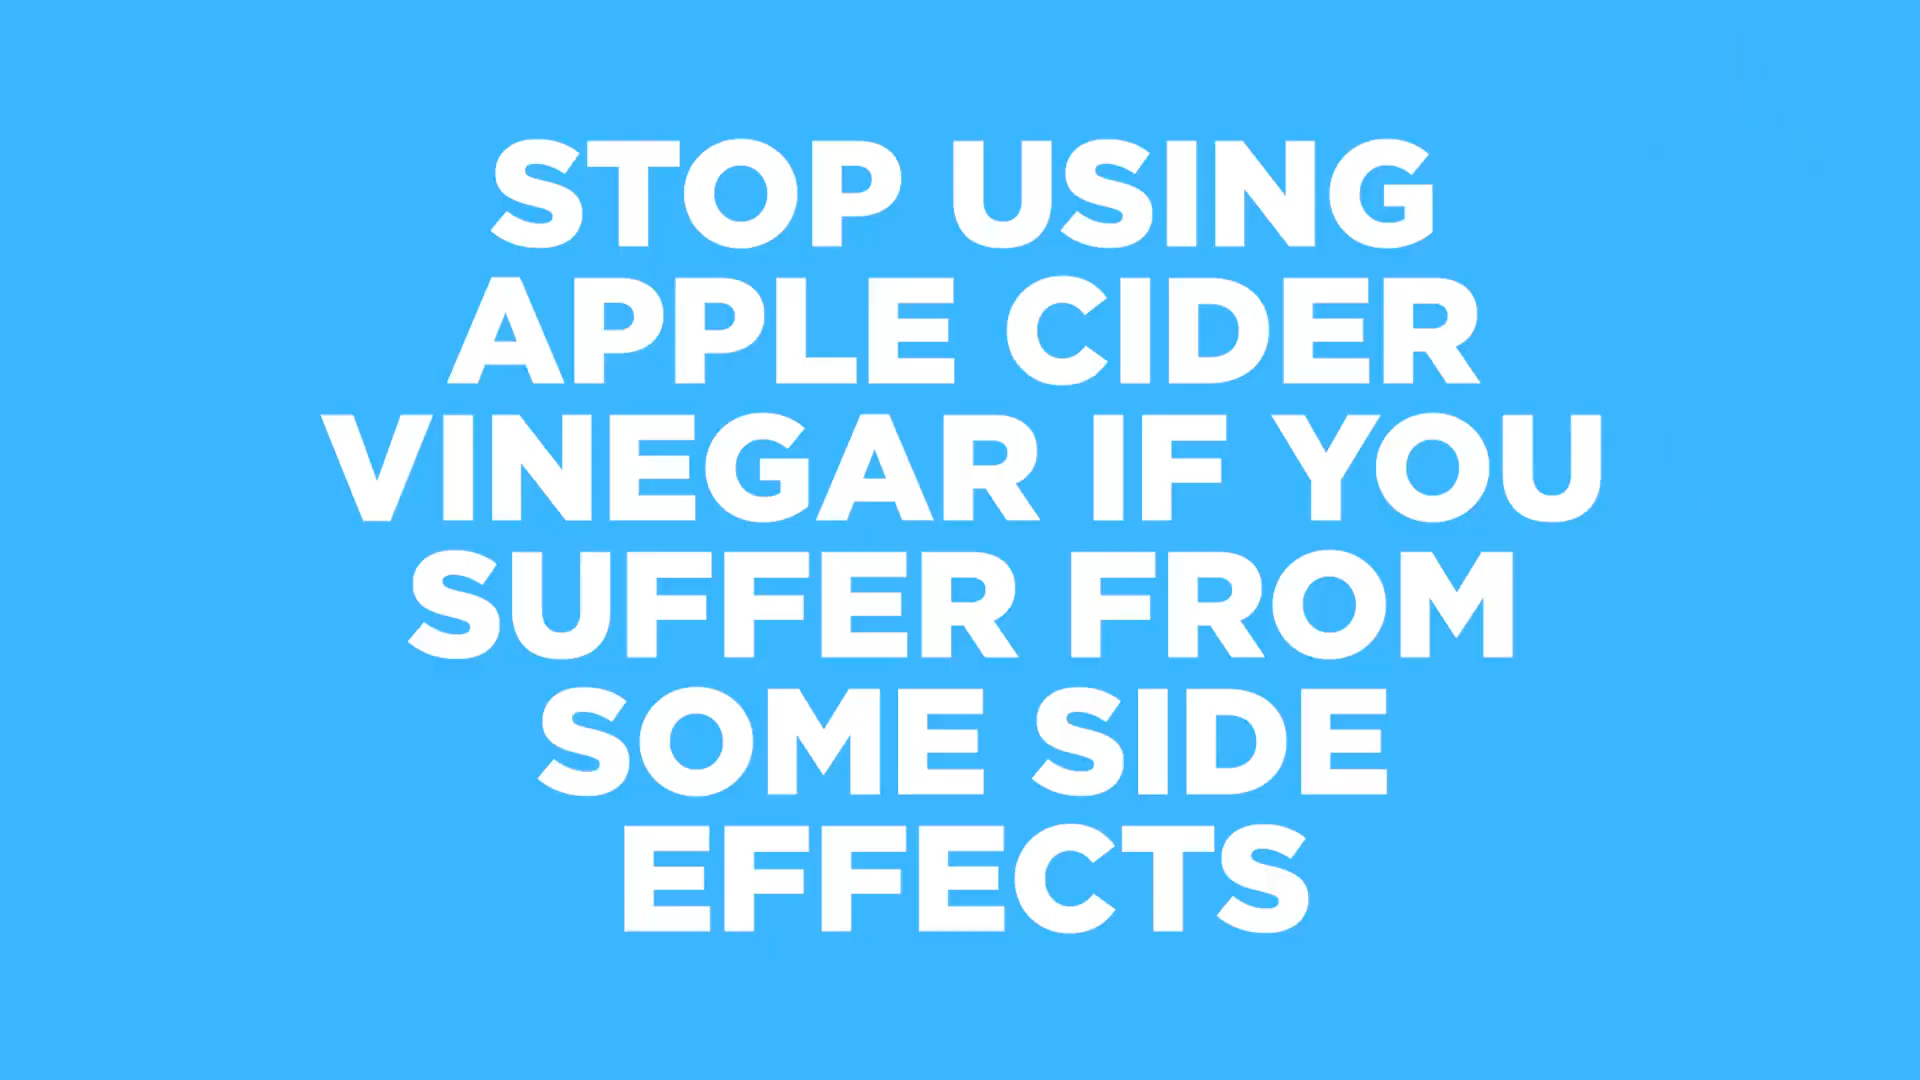 STOP USING
APPLE CIDER
VINEGAR IF YOU
SUFFER FROM
SOME SIDE
EFFECTS